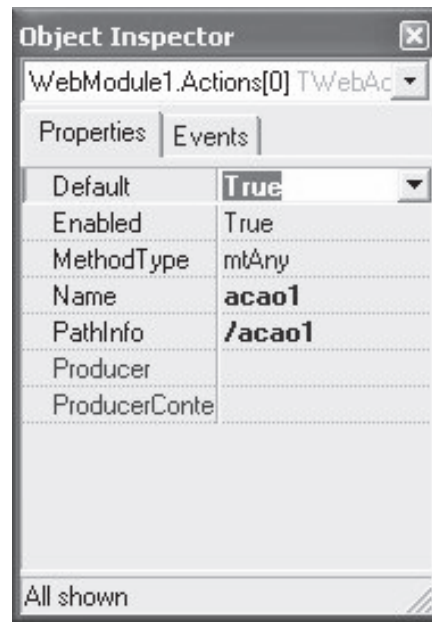 Object Inspector
WebModule1.Actions[0] TWebAc
Properties Events
Default True
Enabled True
MethodType mtAny
Name acao1
PathInfo /acao1
Producer
ProducerConte
All shown